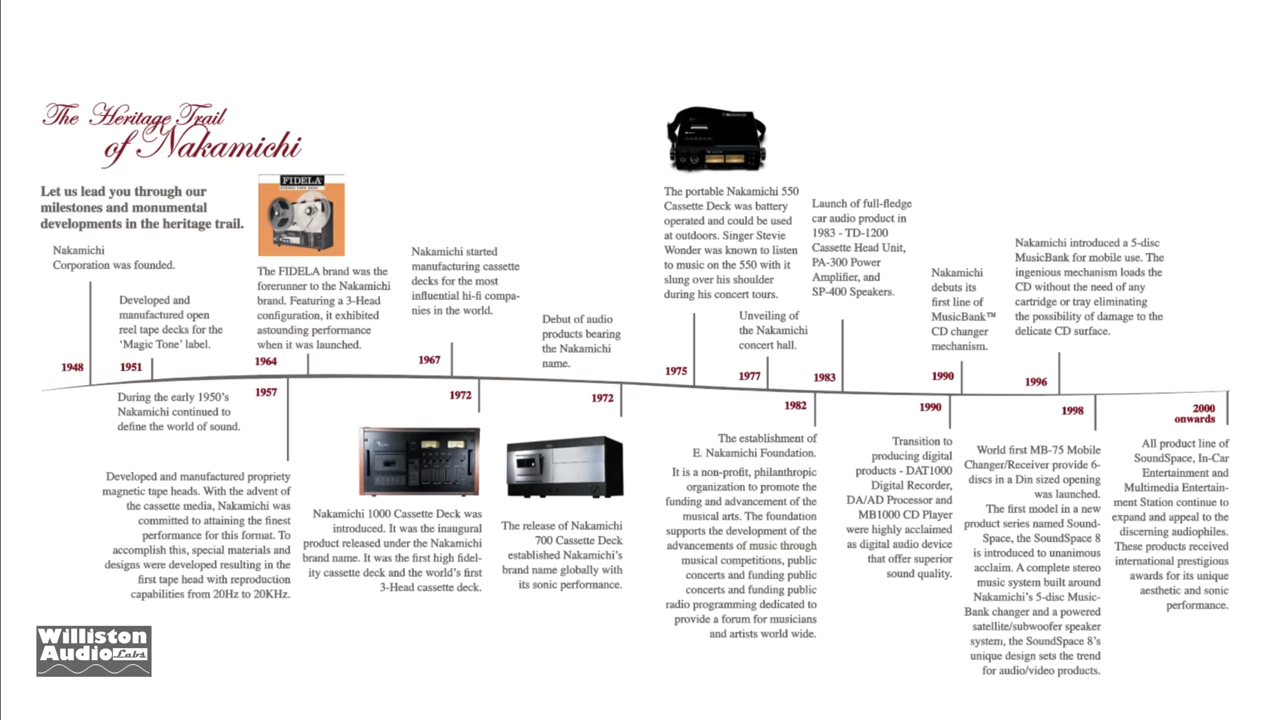 The Heritage Trail
of Nakamichi
Let us lead you through our
milestones and monumental
developments in the heritage trail.
Nakamichi
Corporation was founded.
1948
Developed and
manufactured open
reel tape decks for the
‘Magic Tone’ label.
1951
During the early 1950’s
Nakamichi continued to
define the world of sound.
1957
Developed and manufactured propriety
magnetic tape heads. With the advent of
the cassette media, Nakamichi was
committed to attaining the finest
performance for this format. To
accomplish this, special materials and
designs were developed resulting in the
first tape head with reproduction
capabilities from 20Hz to 20KHz.
FIDELA
STEREO TAPE DECK
The FIDELA brand was the
forerunner to the Nakamichi
brand. Featuring a 3-Head
configuration, it exhibited
astounding performance
when it was launched.
1964
Nakamichi started
manufacturing cassette
decks for the most
influential hi-fi compa-
nies in the world.
1967
1972
Nakamichi 1000 Cassette Deck was
introduced. It was the inaugural
product released under the Nakamichi
brand name. It was the first high fidel-
ity cassette deck and the world’s first
3-Head cassette deck.
Debut of audio
products bearing
the Nakamichi
name.
1972
The release of Nakamichi
700 Cassette Deck
established Nakamichi’s
brand name globally with
its sonic performance.
The portable Nakamichi 550
Cassette Deck was battery
operated and could be used
at outdoors. Singer Stevie
Wonder was known to listen
to music on the 550 with it
slung over his shoulder
during his concert tours.
1975
Unveiling of
the Nakamichi
concert hall.
1977
1982
The establishment of
E. Nakamichi Foundation.
It is a non-profit, philanthropic
organization to promote the
funding and advancement of the
musical arts. The foundation
supports the development of the
advancements of music through
musical competitions, public
concerts and funding public
concerts and funding public
radio programming dedicated to
provide a forum for musicians
and artists world wide.
Launch of full-fledge
car audio product in
1983 - TD-1200
Cassette Head Unit,
PA-300 Power
Amplifier, and
SP-400 Speakers.
1983
Nakamichi
debuts its
first line of
MusicBank™
CD changer
mechanism.
1990
1990
Transition to
producing digital
products - DAT1000
Digital Recorder,
DA/AD Processor and
MB1000 CD Player
were highly acclaimed
as digital audio device
that offer superior
sound quality.
Nakamichi introduced a 5-disc
MusicBank for mobile use. The
ingenious mechanism loads the
CD without the need of any
cartridge or tray eliminating
the possibility of damage to the
delicate CD surface.
1996
1998
World first MB-75 Mobile
Changer/Receiver provide 6-
discs in a Din sized opening
was launched.
The first model in a new
product series named Sound-
Space, the SoundSpace 8
is introduced to unanimous
acclaim. A complete stereo
music system built around
Nakamichi’s 5-disc Music-
Bank changer and a powered
satellite/subwoofer speaker
system, the SoundSpace 8’s
unique design sets the trend
for audio/video products.
2000
onwards
All product line of
SoundSpace, In-Car
Entertainment and
Multimedia Entertain-
ment Station continue to
expand and appeal to the
discerning audiophiles.
These products received
international prestigious
awards for its unique
aesthetic and sonic
performance.
Williston
Audio Labs